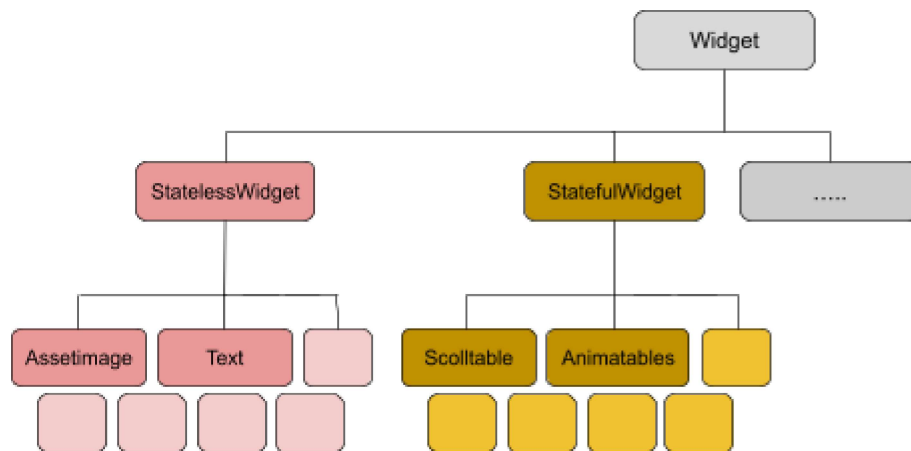 Widget
StatelessWidget
StatefulWidget
.....
Assetimage
Text
Scolltable
Animatables